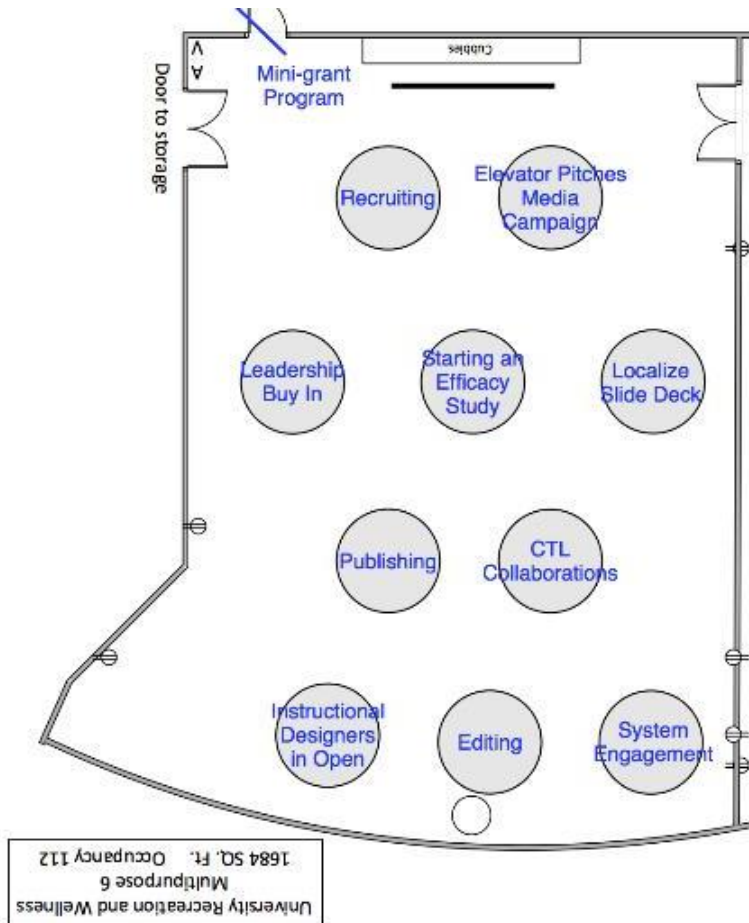 Cubbies
A V
Mini-grant
Program
Door to storage
Recruiting
Elevator Pitches
Media
Campaign
Leadership
Buy In
Starting an
Efficacy
Study
Localize
Slide Deck
Publishing
CTL
Collaborations
Instructional
Designers
in Open
Editing
System
Engagement
University Recreation and Wellness
Multipurpose 6
1684 SQ. Ft. Occupancy 112